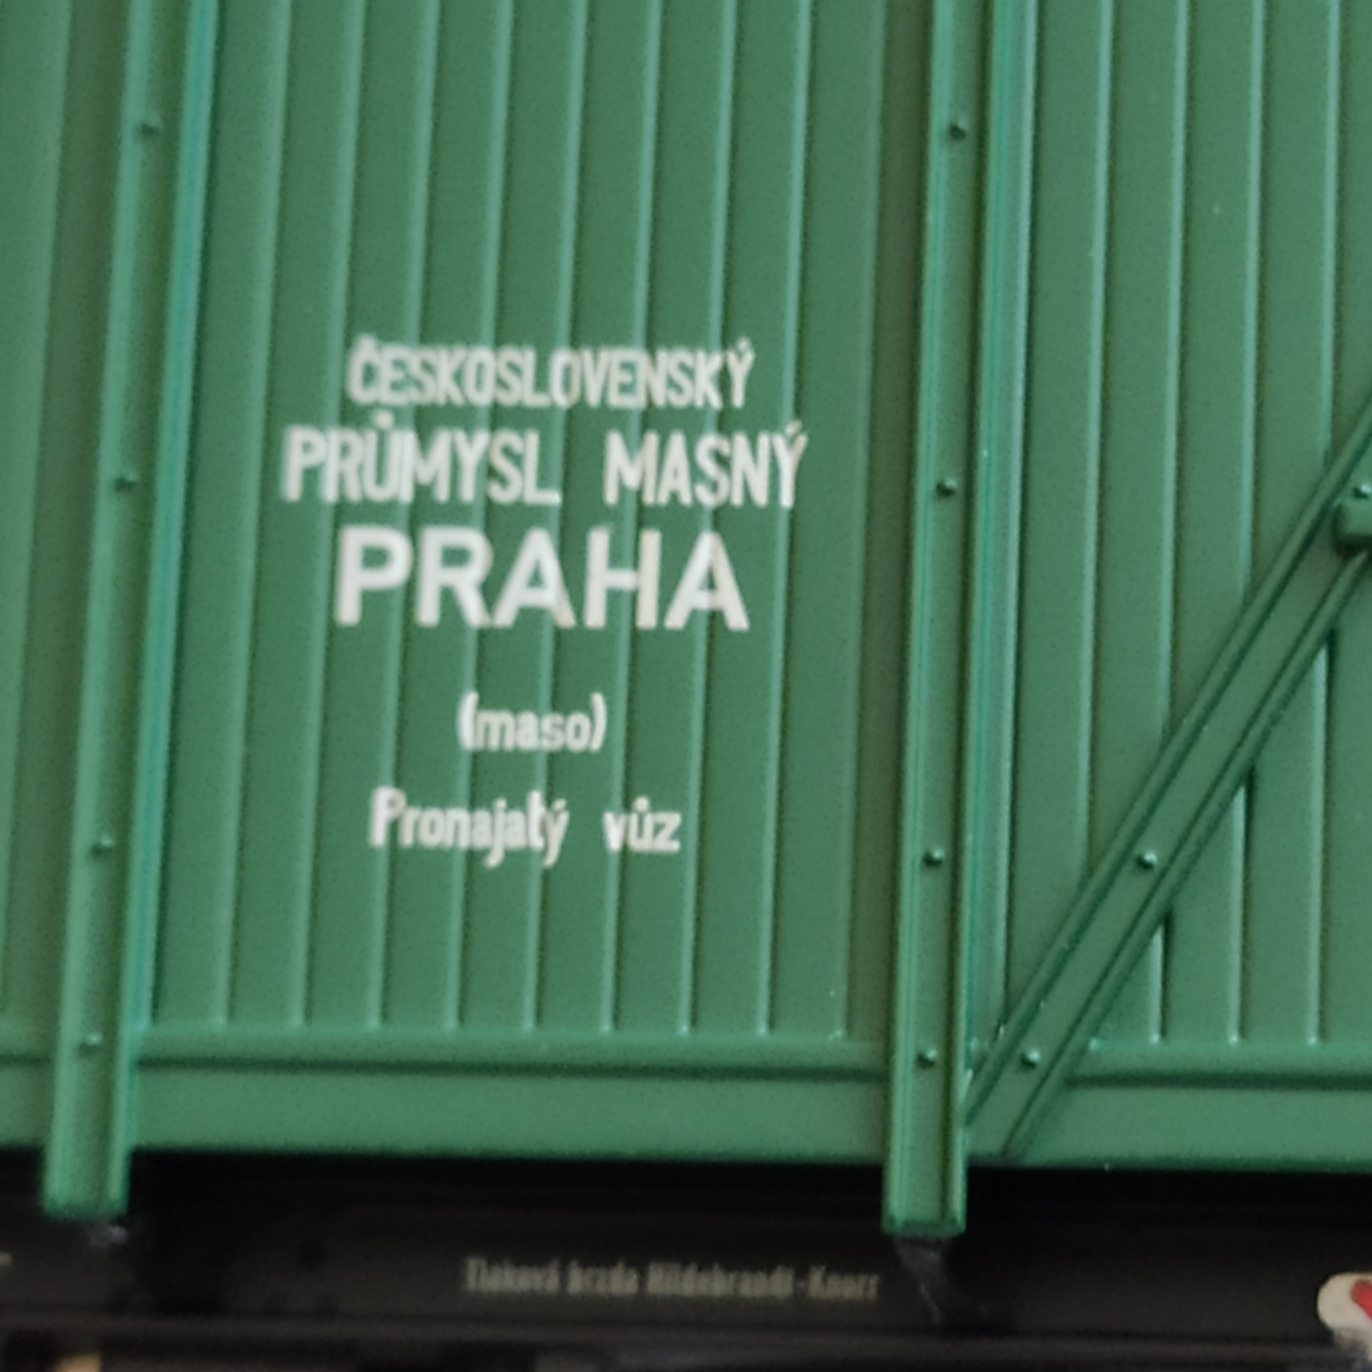 ČESKOSLOVENSKÝ
PRŮMYSL MASNÝ
PRAHA
(maso)
Pronajatý vůz
Tlaková brzda Hildebrandt-Knorr